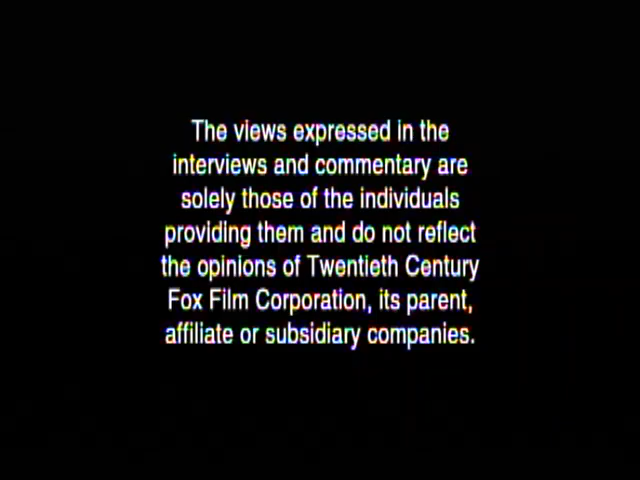 The views expressed in the
interviews and commentary are
solely those of the individuals
providing them and do not reflect
the opinions of Twentieth Century
Fox Film Corporation, its parent,
affiliate or subsidiary companies.